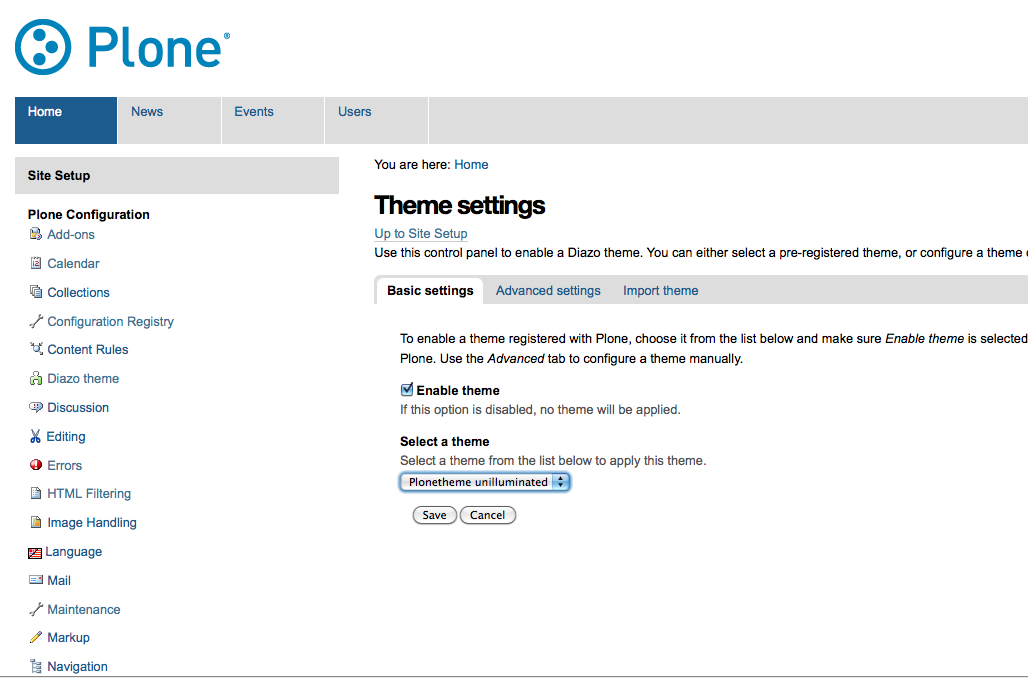 Plone®
Home
News
Events
Users
Site Setup
Plone Configuration
Add-ons
Calendar
Collections
Configuration Registry
Content Rules
Diazo theme
Discussion
Editing
Errors
HTML Filtering
Image Handling
Language
Mail
Maintenance
Markup
Navigation
You are here: Home
Theme settings
Up to Site Setup
Use this control panel to enable a Diazo theme. You can either select a pre-registered theme, or configure a theme
Basic settings
Advanced settings
Import theme
To enable a theme registered with Plone, choose it from the list below and make sure Enable theme is selected
Plone. Use the Advanced tab to configure a theme manually.
Enable theme
If this option is disabled, no theme will be applied.
Select a theme
Select a theme from the list below to apply this theme.
Plonetheme unilluminated
Save
Cancel